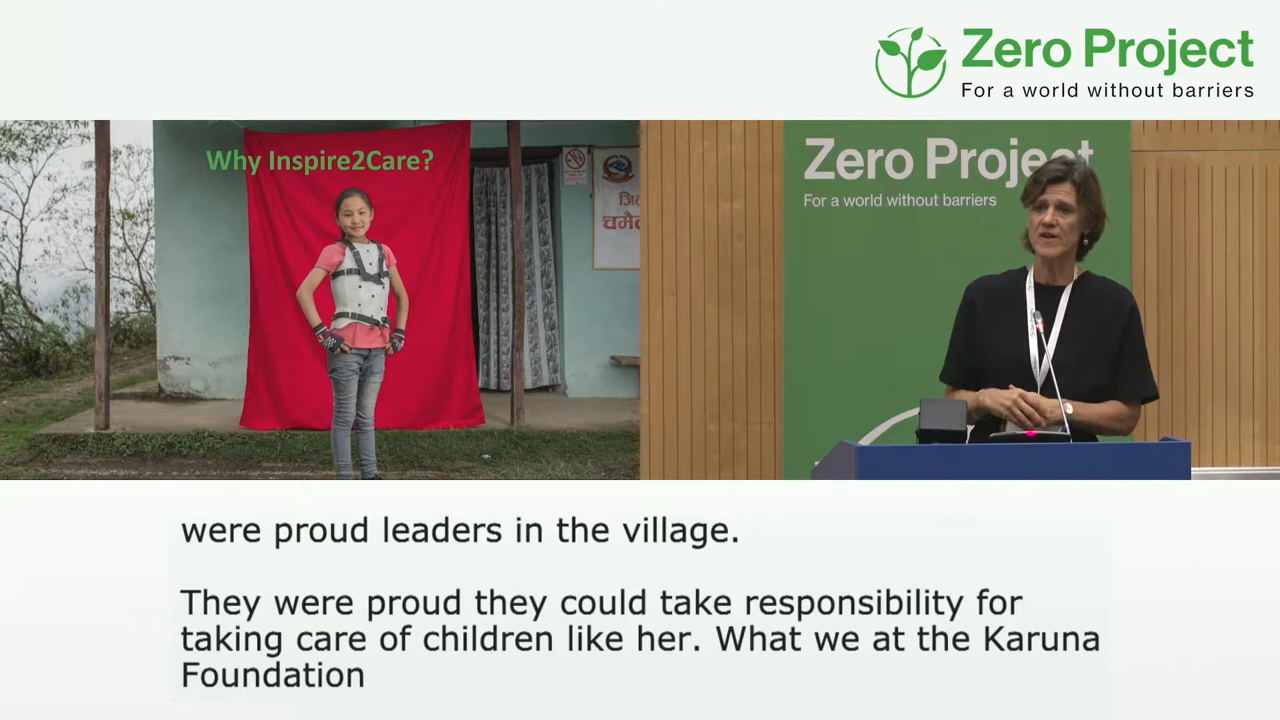 Zero Project
For a world without barriers
Why Inspire2Care?
जि
चमै
Zero Project
For a world without barriers
were proud leaders in the village.
They were proud they could take responsibility for
taking care of children like her. What we at the Karuna
Foundation